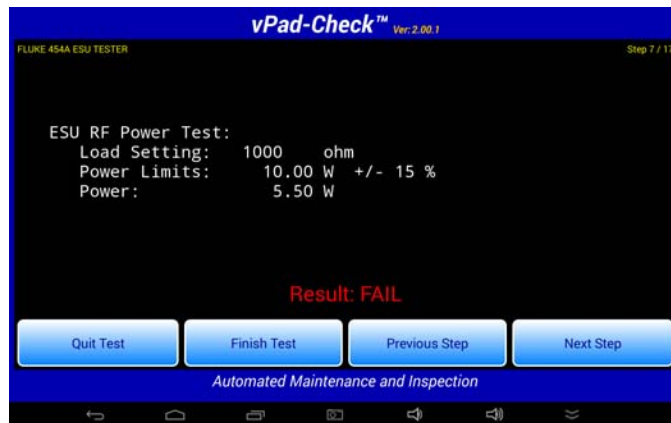 vPad-Check™ Ver: 2.00.1
FLUKE 454A ESU TESTER Step 7 / 17
ESU RF Power Test:
Load Setting: 1000 ohm
Power Limits: 10.00 W +/- 15 %
Power: 5.50 W
Result: FAIL
Quit Test Finish Test Previous Step Next Step
Automated Maintenance and Inspection